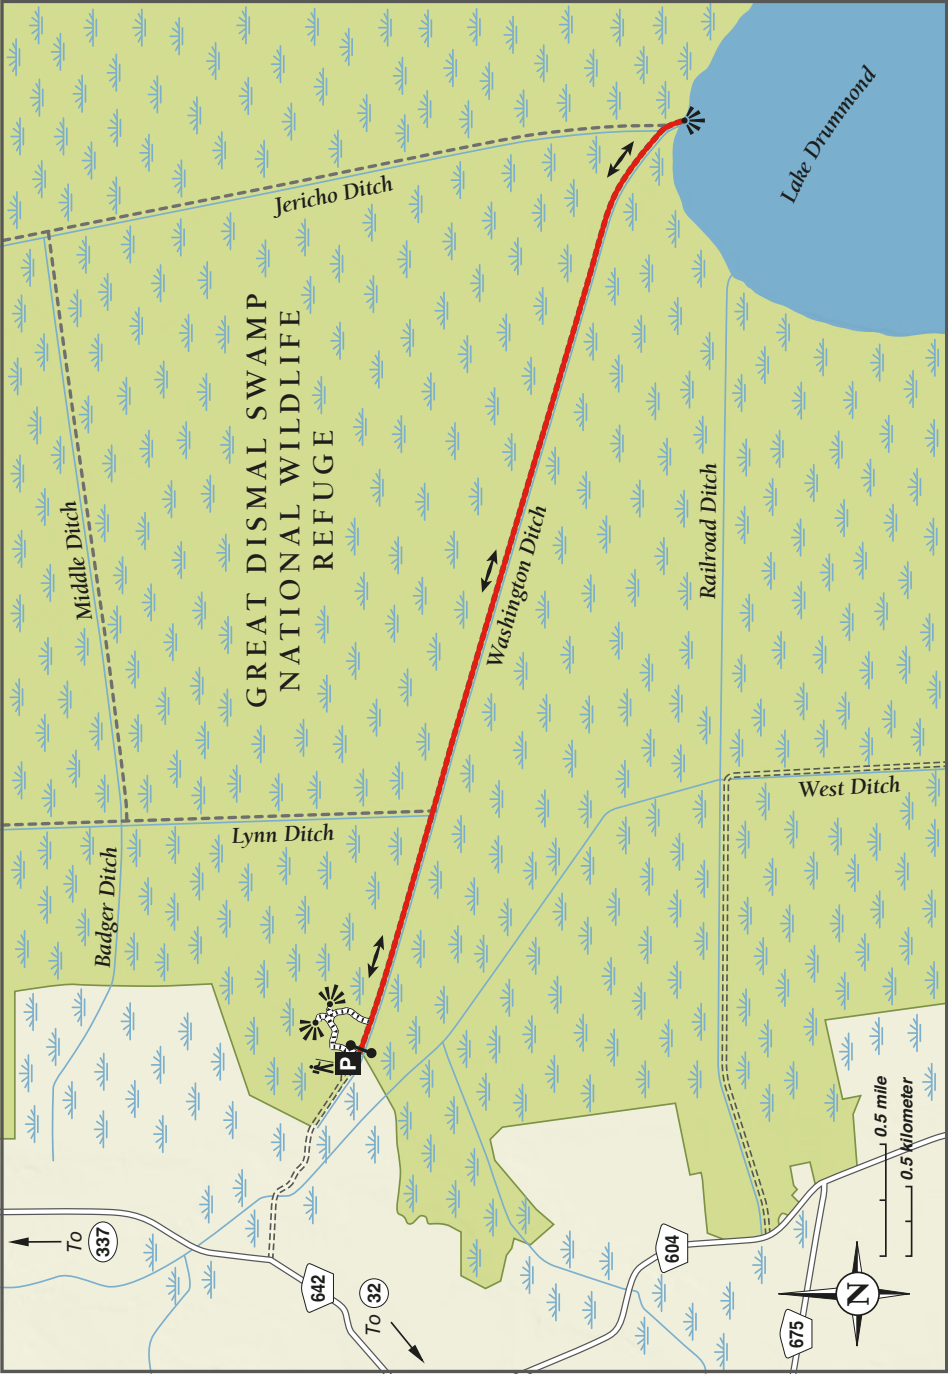 Lake Drummond
Jericho Ditch
GREAT DISMAL SWAMP
NATIONAL WILDLIFE
REFUGE
Middle Ditch
Washington Ditch
Railroad Ditch
West Ditch
Lynn Ditch
Badger Ditch
P
To
337
642
To
32
604
675
0.5 mile
0.5 kilometer
N